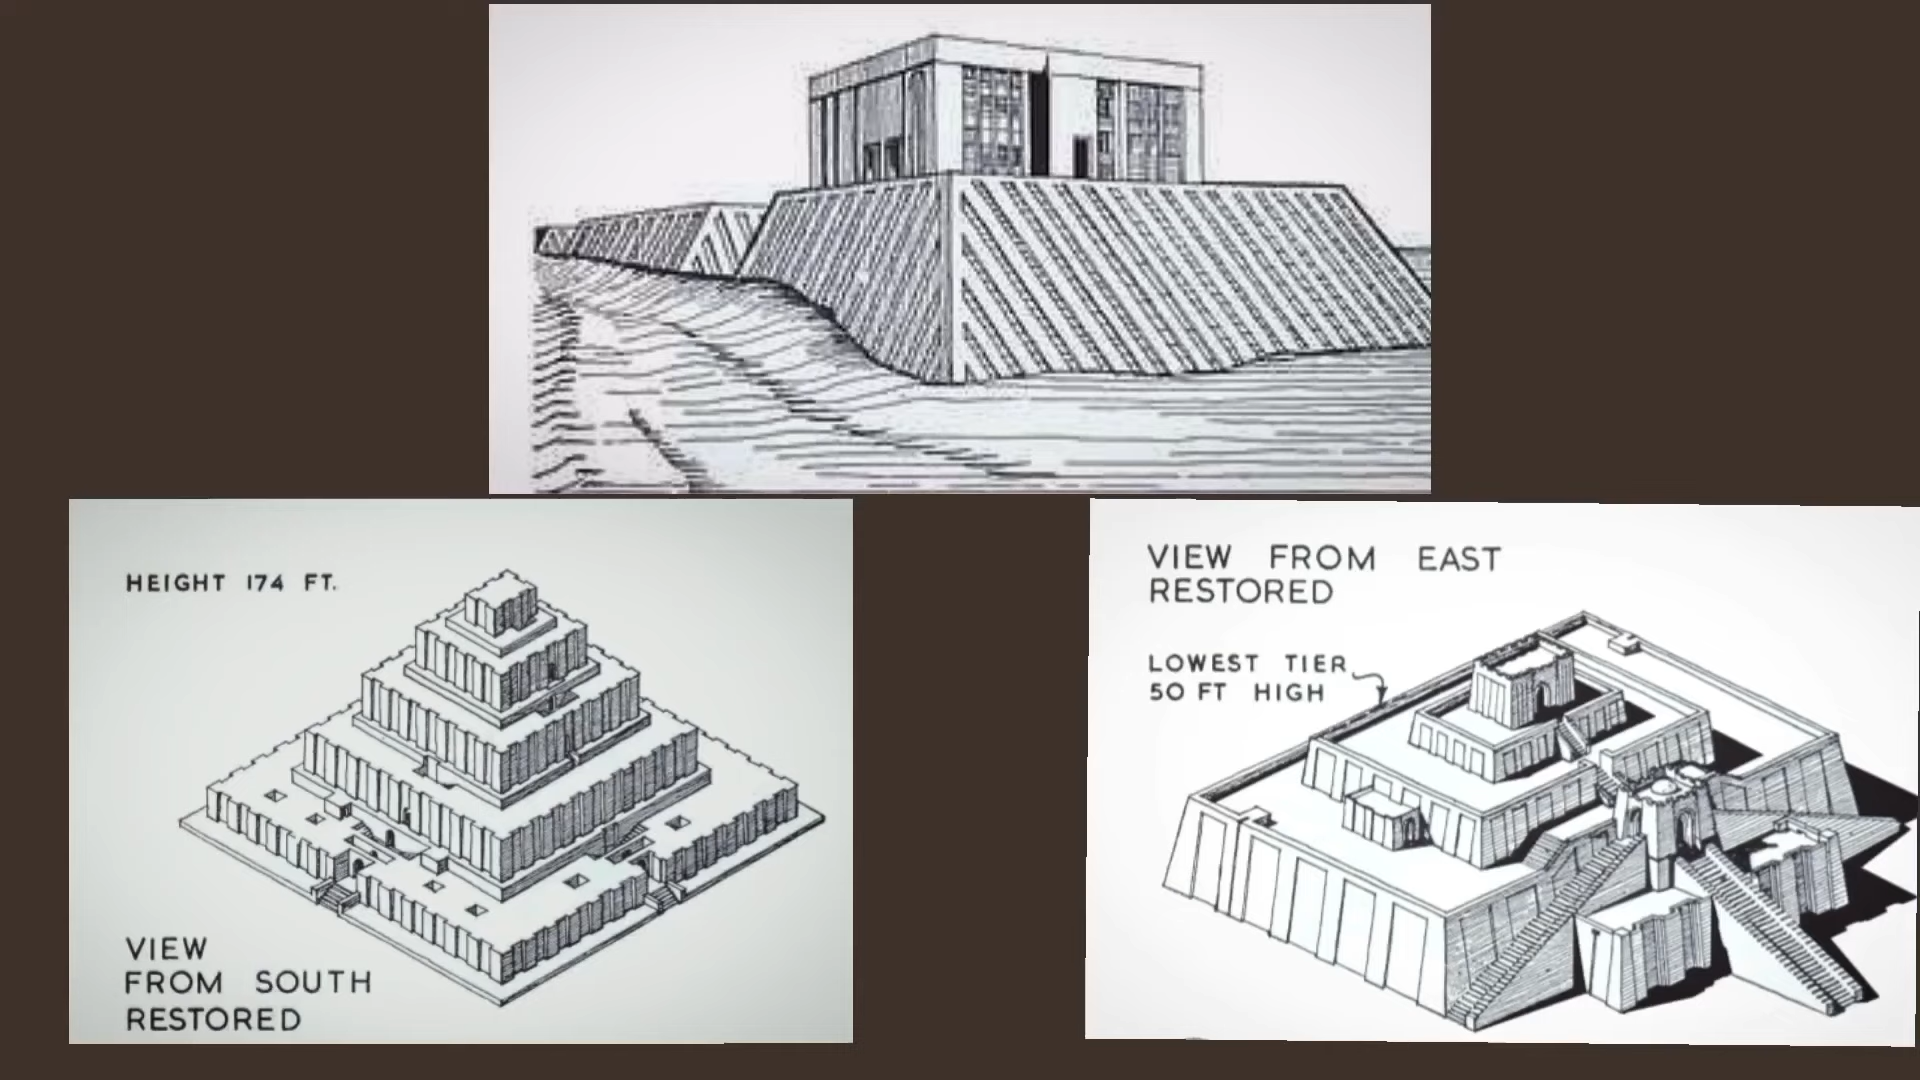 HEIGHT 174 FT.
VIEW
FROM SOUTH
RESTORED
VIEW FROM EAST
RESTORED
LOWEST TIER
50 FT HIGH